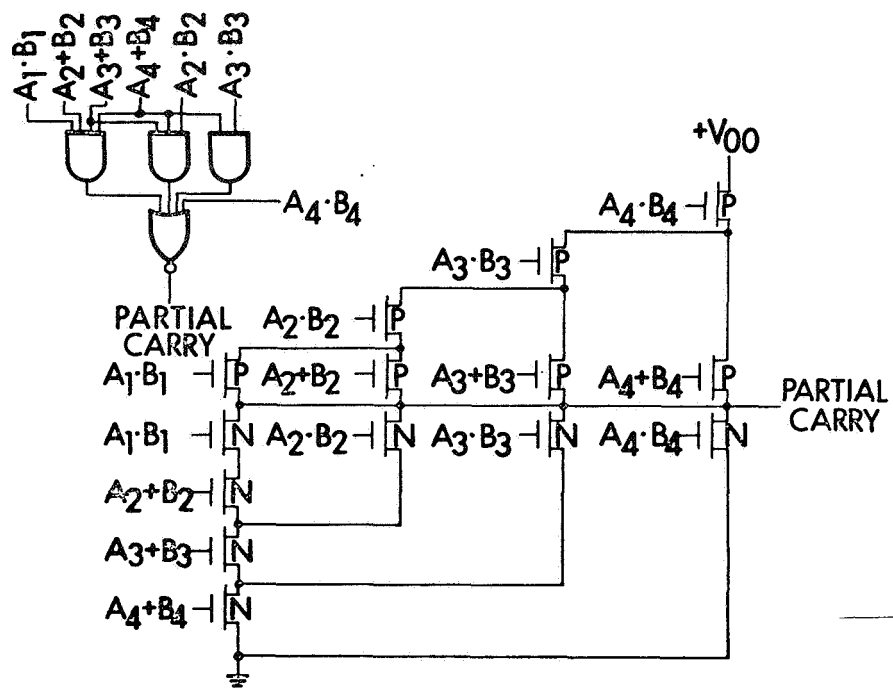 A1·B1
A2+B2
A3+B3
A4+B4
A2·B2
A3·B3
A4·B4
PARTIAL
CARRY
+VOO
A4·B4
P
A3·B3
P
A2·B2
P
A1·B1
P
A2+B2
P
A3+B3
P
A4+B4
P
PARTIAL
CARRY
A1·B1
N
A2·B2
N
A3·B3
N
A4·B4
N
A2+B2
N
A3+B3
N
A4+B4
N